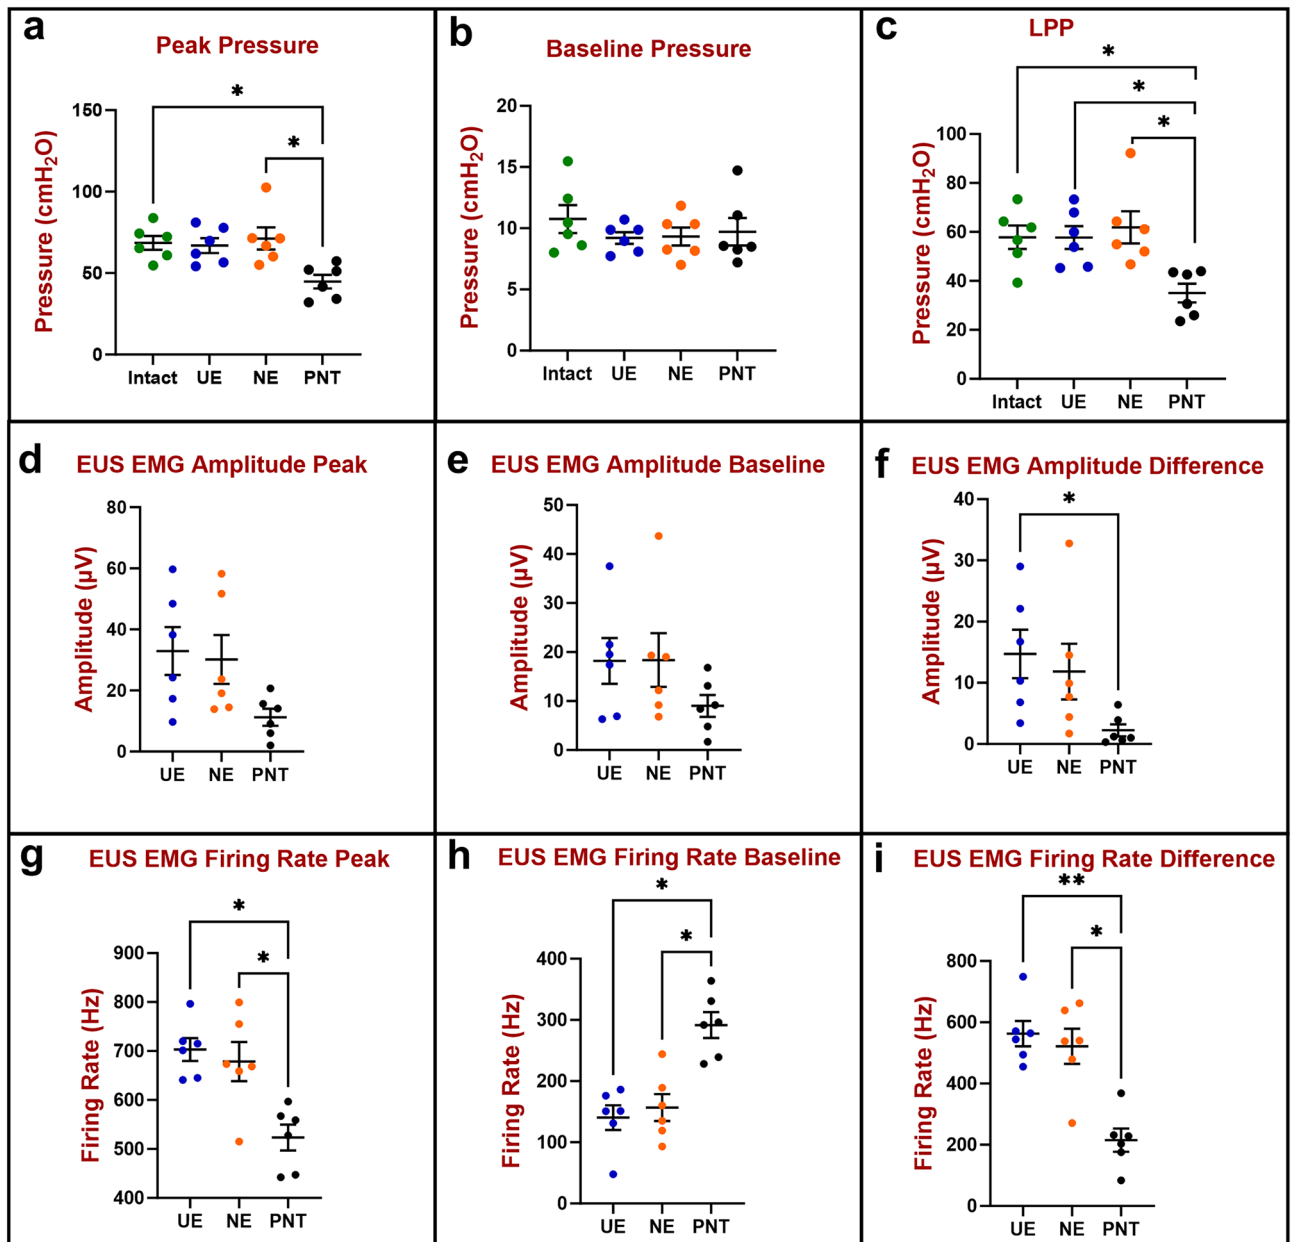 a
Peak Pressure
*
*
150
100
50
0
Pressure (cmH₂O)
Intact UE NE PNT
b
Baseline Pressure
20
15
10
5
0
Pressure (cmH₂O)
Intact UE NE PNT
c
LPP
*
*
*
100
80
60
40
20
0
Pressure (cmH₂O)
Intact UE NE PNT
d
EUS EMG Amplitude Peak
80
60
40
20
0
Amplitude (µV)
UE NE PNT
e
EUS EMG Amplitude Baseline
50
40
30
20
10
0
Amplitude (µV)
UE NE PNT
f
EUS EMG Amplitude Difference
*
40
30
20
10
0
Amplitude (µV)
UE NE PNT
g
EUS EMG Firing Rate Peak
*
*
900
800
700
600
500
400
Firing Rate (Hz)
UE NE PNT
h
EUS EMG Firing Rate Baseline
*
*
400
300
200
100
0
Firing Rate (Hz)
UE NE PNT
i
EUS EMG Firing Rate Difference
**
*
800
600
400
200
0
Firing Rate (Hz)
UE NE PNT